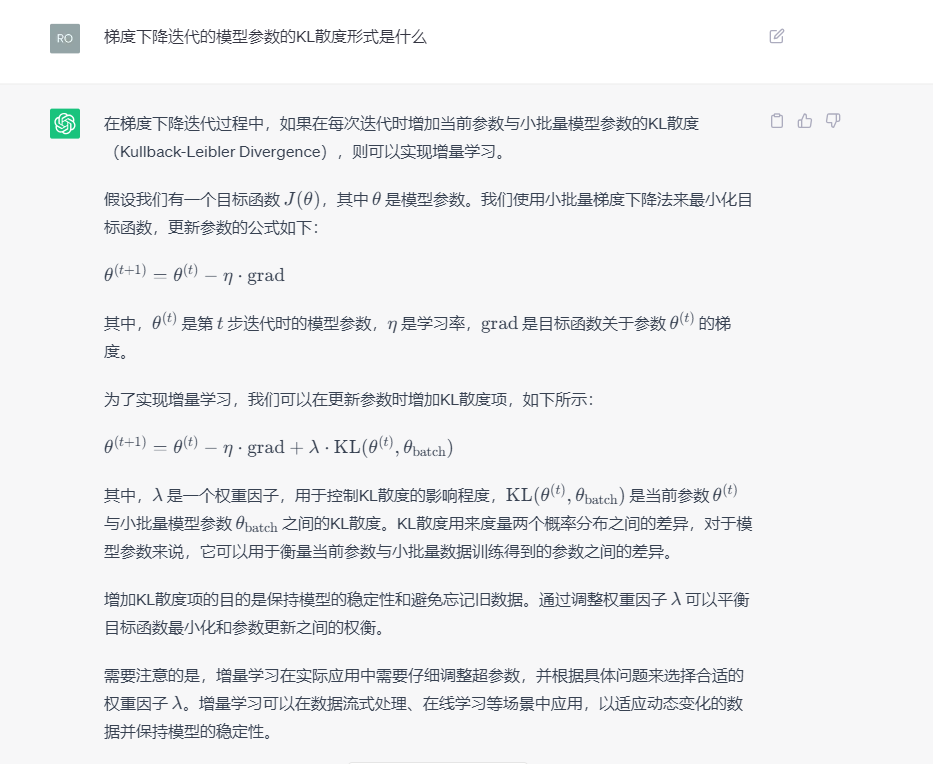 RO
梯度下降迭代的模型参数的KL散度形式是什么
在梯度下降迭代过程中，如果在每次迭代时增加当前参数与小批量模型参数的KL散度
（Kullback-Leibler Divergence），则可以实现增量学习。
假设我们有一个目标函数 J(θ)，其中 θ 是模型参数。我们使用小批量梯度下降法来最小化目
标函数，更新参数的公式如下：
θ^(t+1) = θ^(t) − η · grad
其中，θ^(t) 是第 t 步迭代时的模型参数，η 是学习率，grad 是目标函数关于参数 θ^(t) 的梯
度。
为了实现增量学习，我们可以在更新参数时增加KL散度项，如下所示：
θ^(t+1) = θ^(t) − η · grad + λ · KL(θ^(t), θ_batch)
其中，λ 是一个权重因子，用于控制KL散度的影响程度，KL(θ^(t), θ_batch) 是当前参数 θ^(t)
与小批量模型参数 θ_batch 之间的KL散度。KL散度用来度量两个概率分布之间的差异，对于模
型参数来说，它可以用于衡量当前参数与小批量数据训练得到的参数之间的差异。
增加KL散度项的目的是保持模型的稳定性和避免忘记旧数据。通过调整权重因子 λ 可以平衡
目标函数最小化和参数更新之间的权衡。
需要注意的是，增量学习在实际应用中需要仔细调整超参数，并根据具体问题来选择合适的
权重因子 λ。增量学习可以在数据流式处理、在线学习等场景中应用，以适应动态变化的数
据并保持模型的稳定性。